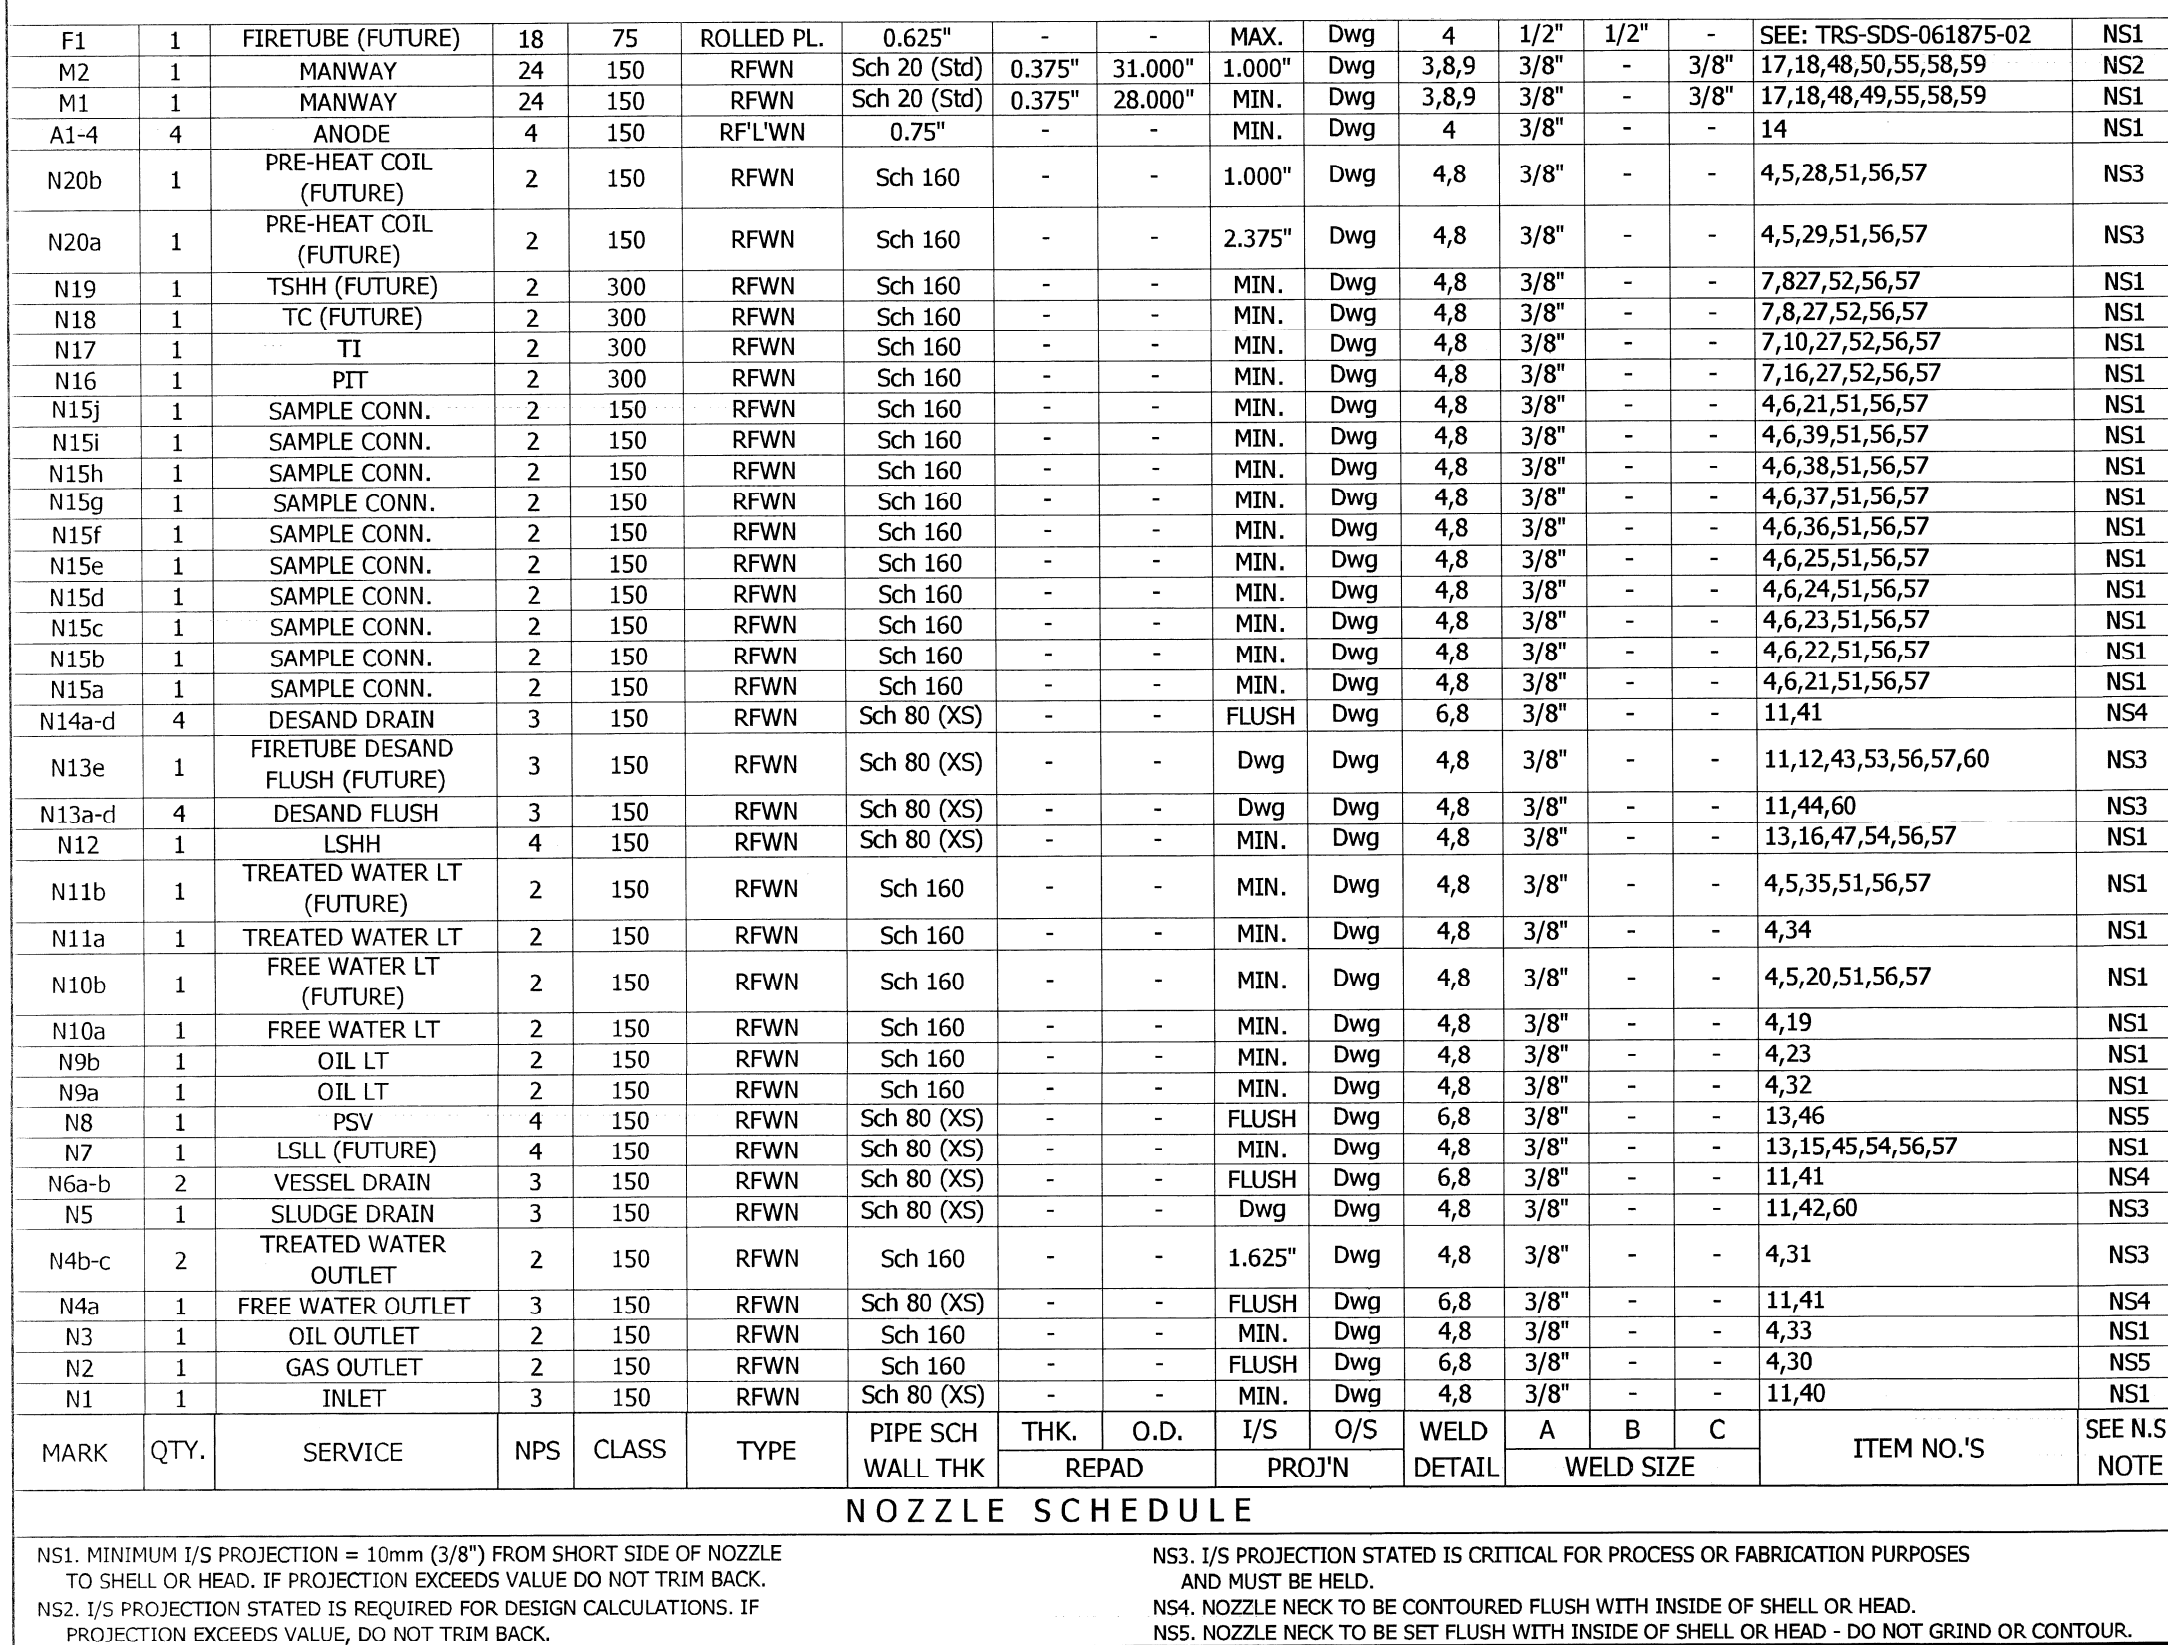 F1 1 FIRETUBE (FUTURE) 18 75 ROLLED PL. 0.625" - - MAX. Dwg 4 1/2" 1/2" - SEE: TRS-SDS-061875-02 NS1
M2 1 MANWAY 24 150 RFWN Sch 20 (Std) 0.375" 31.000" 1.000" Dwg 3,8,9 3/8" - 3/8" 17,18,48,50,55,58,59 NS2
M1 1 MANWAY 24 150 RFWN Sch 20 (Std) 0.375" 28.000" MIN. Dwg 3,8,9 3/8" - 3/8" 17,18,48,49,55,58,59 NS1
A1-4 4 ANODE 4 150 RF'L'WN 0.75" - - MIN. Dwg 4 3/8" - - 14 NS1
N20b 1 PRE-HEAT COIL (FUTURE) 2 150 RFWN Sch 160 - - 1.000" Dwg 4,8 3/8" - - 4,5,28,51,56,57 NS3
N20a 1 PRE-HEAT COIL (FUTURE) 2 150 RFWN Sch 160 - - 2.375" Dwg 4,8 3/8" - - 4,5,29,51,56,57 NS3
N19 1 TSHH (FUTURE) 2 300 RFWN Sch 160 - - MIN. Dwg 4,8 3/8" - - 7,827,52,56,57 NS1
N18 1 TC (FUTURE) 2 300 RFWN Sch 160 - - MIN. Dwg 4,8 3/8" - - 7,8,27,52,56,57 NS1
N17 1 TI 2 300 RFWN Sch 160 - - MIN. Dwg 4,8 3/8" - - 7,10,27,52,56,57 NS1
N16 1 PIT 2 300 RFWN Sch 160 - - MIN. Dwg 4,8 3/8" - - 7,16,27,52,56,57 NS1
N15j 1 SAMPLE CONN. 2 150 RFWN Sch 160 - - MIN. Dwg 4,8 3/8" - - 4,6,21,51,56,57 NS1
N15i 1 SAMPLE CONN. 2 150 RFWN Sch 160 - - MIN. Dwg 4,8 3/8" - - 4,6,39,51,56,57 NS1
N15h 1 SAMPLE CONN. 2 150 RFWN Sch 160 - - MIN. Dwg 4,8 3/8" - - 4,6,38,51,56,57 NS1
N15g 1 SAMPLE CONN. 2 150 RFWN Sch 160 - - MIN. Dwg 4,8 3/8" - - 4,6,37,51,56,57 NS1
N15f 1 SAMPLE CONN. 2 150 RFWN Sch 160 - - MIN. Dwg 4,8 3/8" - - 4,6,36,51,56,57 NS1
N15e 1 SAMPLE CONN. 2 150 RFWN Sch 160 - - MIN. Dwg 4,8 3/8" - - 4,6,25,51,56,57 NS1
N15d 1 SAMPLE CONN. 2 150 RFWN Sch 160 - - MIN. Dwg 4,8 3/8" - - 4,6,24,51,56,57 NS1
N15c 1 SAMPLE CONN. 2 150 RFWN Sch 160 - - MIN. Dwg 4,8 3/8" - - 4,6,23,51,56,57 NS1
N15b 1 SAMPLE CONN. 2 150 RFWN Sch 160 - - MIN. Dwg 4,8 3/8" - - 4,6,22,51,56,57 NS1
N15a 1 SAMPLE CONN. 2 150 RFWN Sch 160 - - MIN. Dwg 4,8 3/8" - - 4,6,21,51,56,57 NS1
N14a-d 4 DESAND DRAIN 3 150 RFWN Sch 80 (XS) - - FLUSH Dwg 6,8 3/8" - - 11,41 NS4
N13e 1 FIRETUBE DESAND FLUSH (FUTURE) 3 150 RFWN Sch 80 (XS) - - Dwg Dwg 4,8 3/8" - - 11,12,43,53,56,57,60 NS3
N13a-d 4 DESAND FLUSH 3 150 RFWN Sch 80 (XS) - - Dwg Dwg 4,8 3/8" - - 11,44,60 NS3
N12 1 LSHH 4 150 RFWN Sch 80 (XS) - - MIN. Dwg 4,8 3/8" - - 13,16,47,54,56,57 NS1
N11b 1 TREATED WATER LT (FUTURE) 2 150 RFWN Sch 160 - - MIN. Dwg 4,8 3/8" - - 4,5,35,51,56,57 NS1
N11a 1 TREATED WATER LT 2 150 RFWN Sch 160 - - MIN. Dwg 4,8 3/8" - - 4,34 NS1
N10b 1 FREE WATER LT (FUTURE) 2 150 RFWN Sch 160 - - MIN. Dwg 4,8 3/8" - - 4,5,20,51,56,57 NS1
N10a 1 FREE WATER LT 2 150 RFWN Sch 160 - - MIN. Dwg 4,8 3/8" - - 4,19 NS1
N9b 1 OIL LT 2 150 RFWN Sch 160 - - MIN. Dwg 4,8 3/8" - - 4,23 NS1
N9a 1 OIL LT 2 150 RFWN Sch 160 - - MIN. Dwg 4,8 3/8" - - 4,32 NS1
N8 1 PSV 4 150 RFWN Sch 80 (XS) - - FLUSH Dwg 6,8 3/8" - - 13,46 NS5
N7 1 LSLL (FUTURE) 4 150 RFWN Sch 80 (XS) - - MIN. Dwg 4,8 3/8" - - 13,15,45,54,56,57 NS1
N6a-b 2 VESSEL DRAIN 3 150 RFWN Sch 80 (XS) - - FLUSH Dwg 6,8 3/8" - - 11,41 NS4
N5 1 SLUDGE DRAIN 3 150 RFWN Sch 80 (XS) - - Dwg Dwg 4,8 3/8" - - 11,42,60 NS3
N4b-c 2 TREATED WATER OUTLET 2 150 RFWN Sch 160 - - 1.625" Dwg 4,8 3/8" - - 4,31 NS3
N4a 1 FREE WATER OUTLET 3 150 RFWN Sch 80 (XS) - - FLUSH Dwg 6,8 3/8" - - 11,41 NS4
N3 1 OIL OUTLET 2 150 RFWN Sch 160 - - MIN. Dwg 4,8 3/8" - - 4,33 NS1
N2 1 GAS OUTLET 2 150 RFWN Sch 160 - - FLUSH Dwg 6,8 3/8" - - 4,30 NS5
N1 1 INLET 3 150 RFWN Sch 80 (XS) - - MIN. Dwg 4,8 3/8" - - 11,40 NS1
MARK QTY. SERVICE NPS CLASS TYPE PIPE SCH WALL THK THK. O.D. REPAD I/S O/S PROJ'N WELD DETAIL A B C WELD SIZE ITEM NO.'S SEE N.S NOTE
NOZZLE SCHEDULE
NS1. MINIMUM I/S PROJECTION = 10mm (3/8") FROM SHORT SIDE OF NOZZLE
TO SHELL OR HEAD. IF PROJECTION EXCEEDS VALUE DO NOT TRIM BACK.
NS2. I/S PROJECTION STATED IS REQUIRED FOR DESIGN CALCULATIONS. IF
PROJECTION EXCEEDS VALUE, DO NOT TRIM BACK.
NS3. I/S PROJECTION STATED IS CRITICAL FOR PROCESS OR FABRICATION PURPOSES
AND MUST BE HELD.
NS4. NOZZLE NECK TO BE CONTOURED FLUSH WITH INSIDE OF SHELL OR HEAD.
NS5. NOZZLE NECK TO BE SET FLUSH WITH INSIDE OF SHELL OR HEAD - DO NOT GRIND OR CONTOUR.